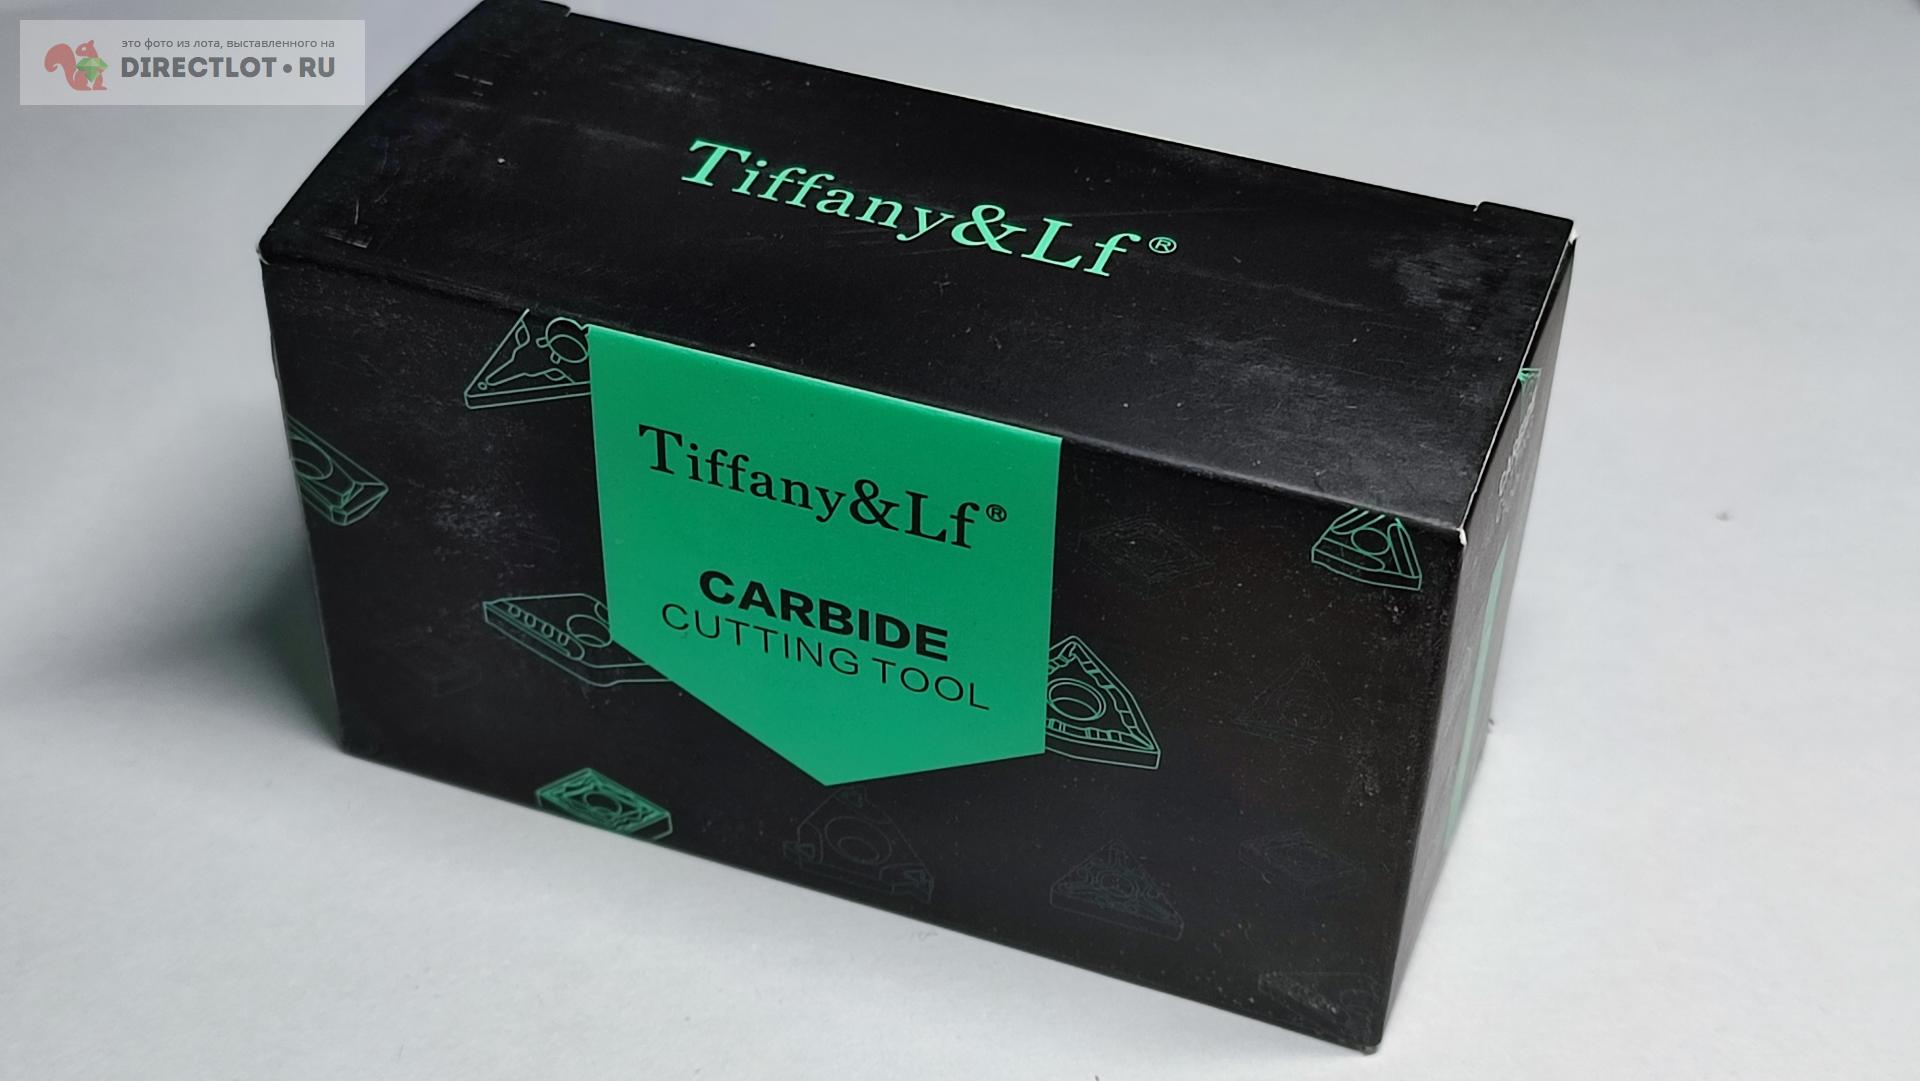 это фото из лота, выставленного на
DIRECTLOT•RU
Tiffany&Lf®
Tiffany&Lf®
CARBIDE
CUTTING TOOL